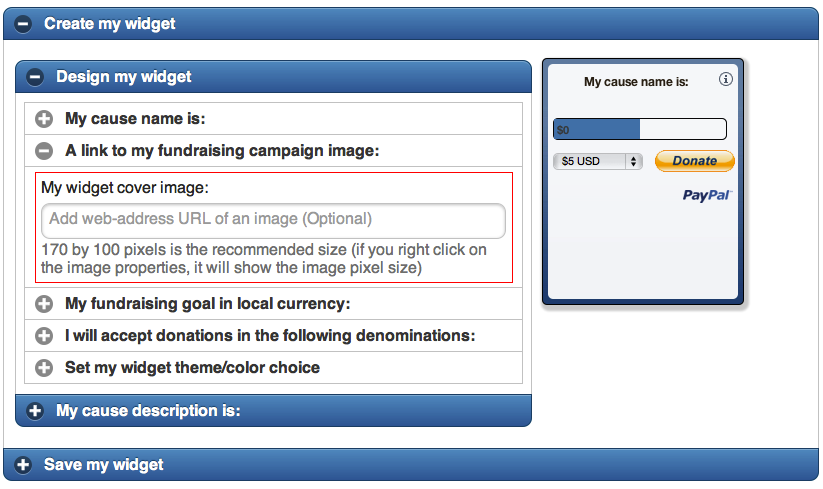 Create my widget
Design my widget
My cause name is:
A link to my fundraising campaign image:
My widget cover image:
Add web-address URL of an image (Optional)
170 by 100 pixels is the recommended size (if you right click on
the image properties, it will show the image pixel size)
My fundraising goal in local currency:
I will accept donations in the following denominations:
Set my widget theme/color choice
My cause description is:
My cause name is:
i
$0
$5 USD
Donate
PayPal
Save my widget